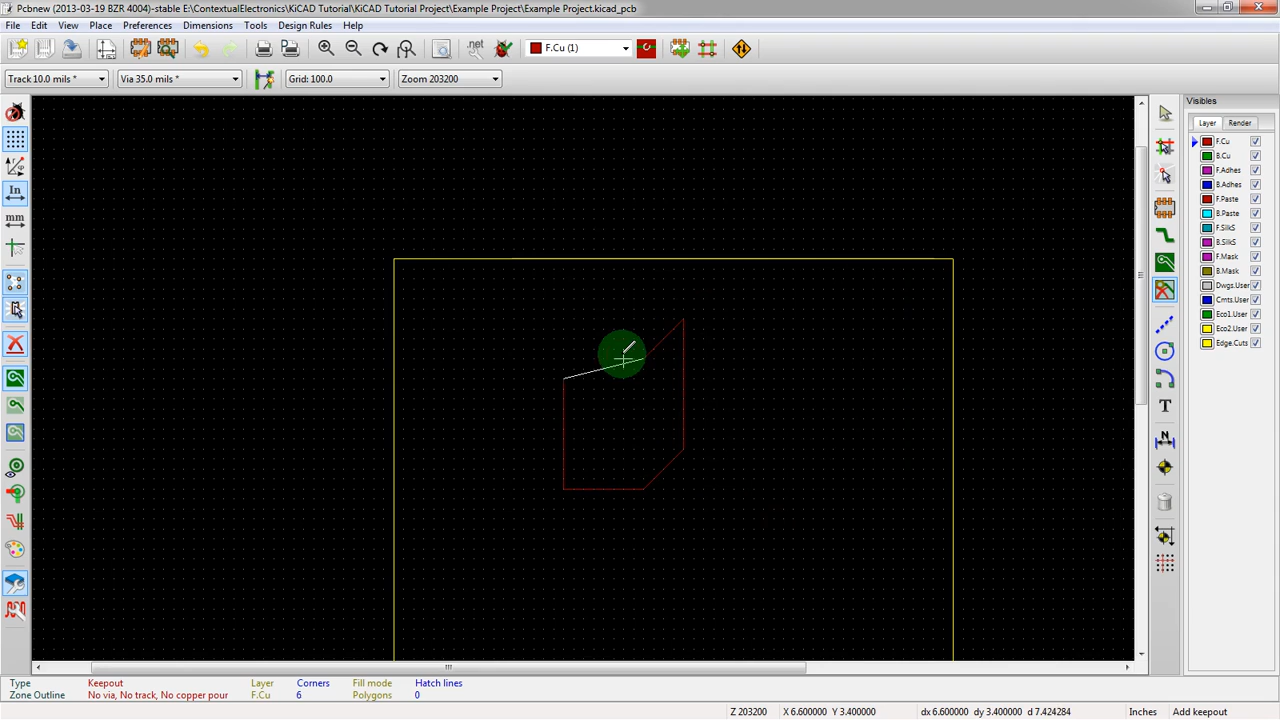 Pcbnew (2013-03-19 BZR 4004)-stable E:\ContextualElectronics\KiCAD Tutorial\KiCAD Tutorial Project\Example Project\Example Project.kicad_pcb
File Edit View Place Preferences Dimensions Tools Design Rules Help
.net F.Cu (1)
Track 10.0 mils * Via 35.0 mils * Grid: 100.0 Zoom 203200
Visibles
Layer Render
F.Cu
B.Cu
F.Adhes
B.Adhes
F.Paste
B.Paste
F.SilkS
B.SilkS
F.Mask
B.Mask
Dwgs.User
Cmts.User
Eco1.User
Eco2.User
Edge.Cuts
In
mm
T
N
Type Keepout Layer Corners Fill mode Hatch lines
Zone Outline No via, No track, No copper pour F.Cu 6 Polygons 0
Z 203200 X 6.600000 Y 3.400000 dx 6.600000 dy 3.400000 d 7.424284 Inches Add keepout